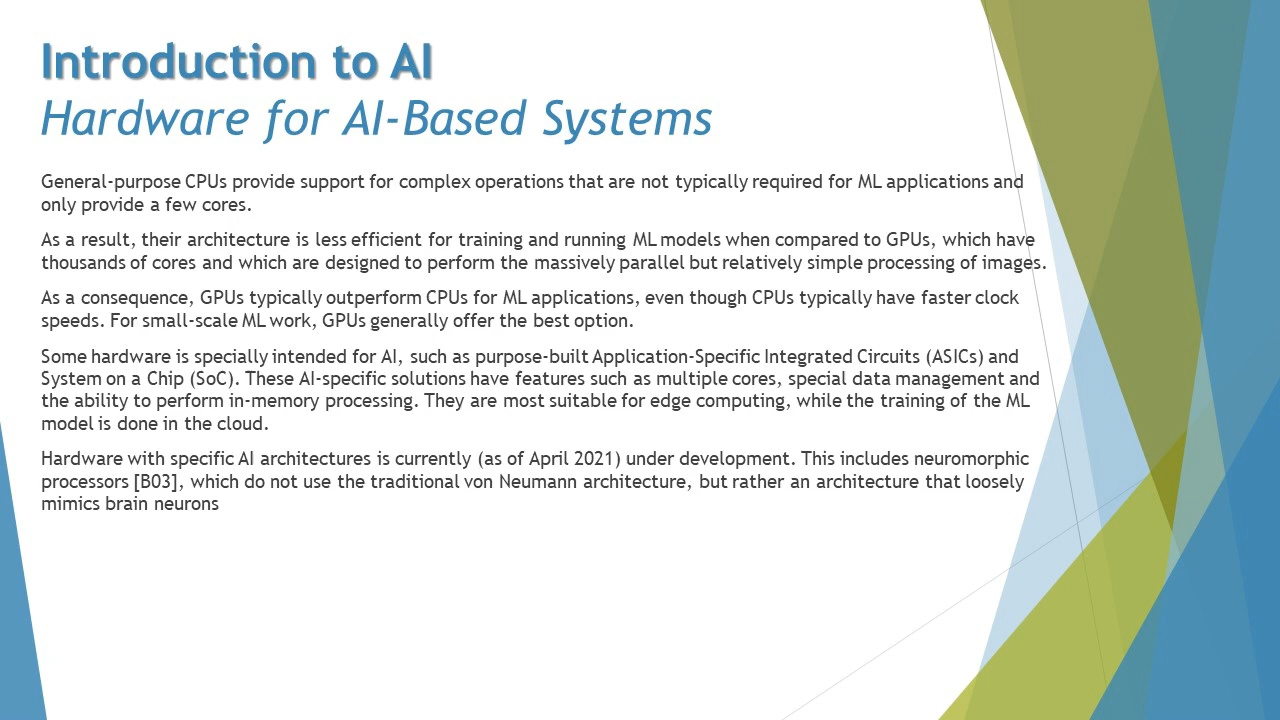 Introduction to AI
Hardware for AI-Based Systems
General-purpose CPUs provide support for complex operations that are not typically required for ML applications and
only provide a few cores.
As a result, their architecture is less efficient for training and running ML models when compared to GPUs, which have
thousands of cores and which are designed to perform the massively parallel but relatively simple processing of images.
As a consequence, GPUs typically outperform CPUs for ML applications, even though CPUs typically have faster clock
speeds. For small-scale ML work, GPUs generally offer the best option.
Some hardware is specially intended for AI, such as purpose-built Application-Specific Integrated Circuits (ASICs) and
System on a Chip (SoC). These AI-specific solutions have features such as multiple cores, special data management and
the ability to perform in-memory processing. They are most suitable for edge computing, while the training of the ML
model is done in the cloud.
Hardware with specific AI architectures is currently (as of April 2021) under development. This includes neuromorphic
processors [B03], which do not use the traditional von Neumann architecture, but rather an architecture that loosely
mimics brain neurons